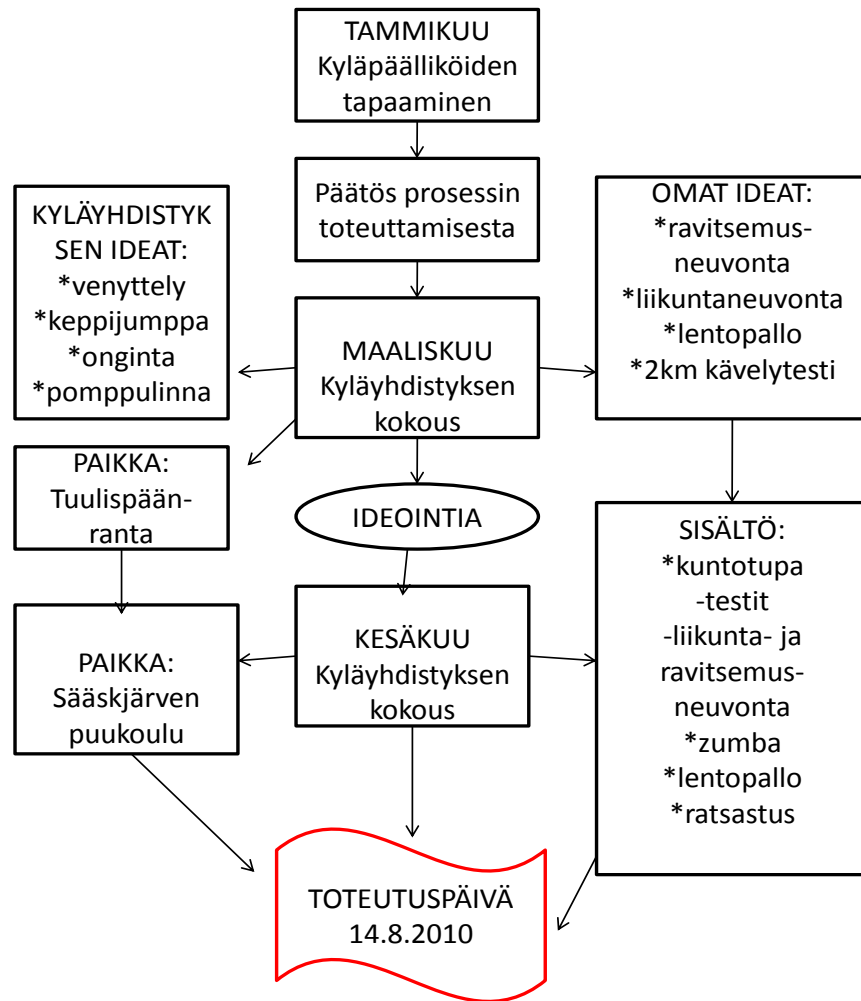 TAMMIKUU
Kyläpäälliköiden
tapaaminen
Päätös prosessin
toteuttamisesta
KYLÄYHDISTYK
SEN IDEAT:
*venyttely
*keppijumppa
*onginta
*pomppulinna
MAALISKUU
Kyläyhdistyksen
kokous
OMAT IDEAT:
*ravitsemus-
neuvonta
*liikuntaneuvonta
*lentopallo
*2km kävelytesti
PAIKKA:
Tuulispään-
ranta
IDEOINTIA
PAIKKA:
Sääskjärven
puukoulu
KESÄKUU
Kyläyhdistyksen
kokous
SISÄLTÖ:
*kuntotupa
-testit
-liikunta- ja
ravitsemus-
neuvonta
*zumba
*lentopallo
*ratsastus
TOTEUTUSPÄIVÄ
14.8.2010